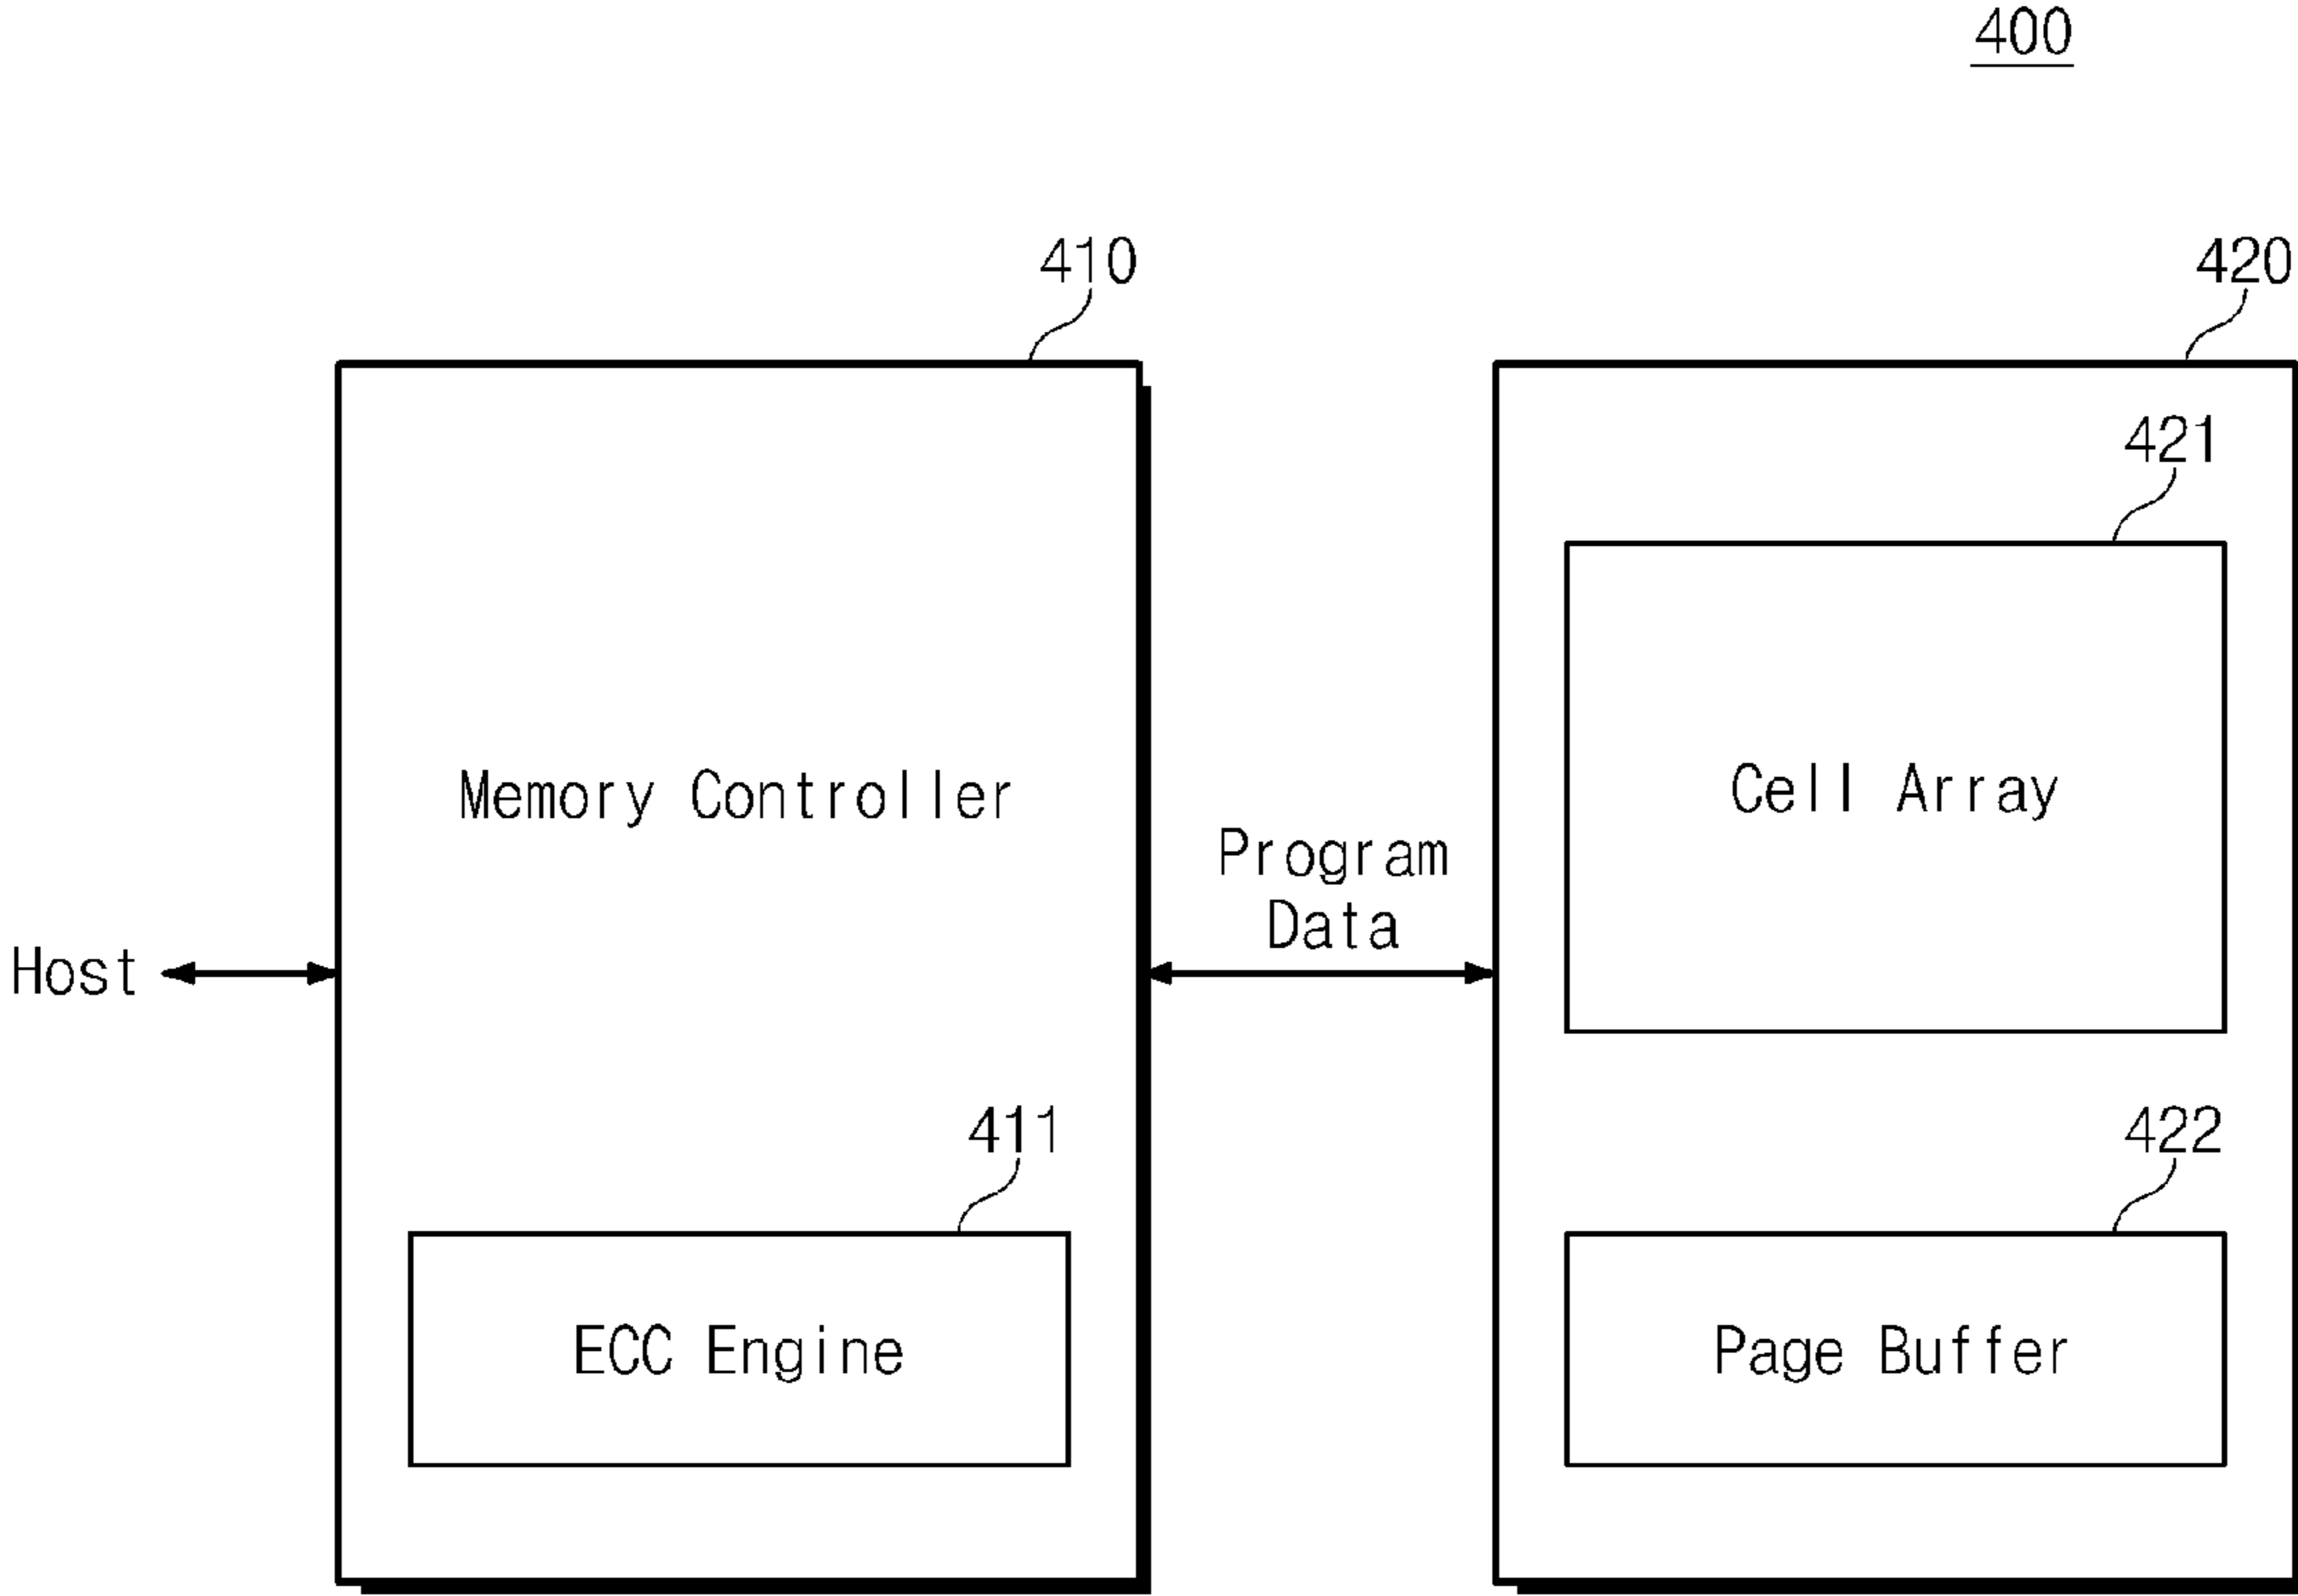 400
410
420
421
Memory Controller
Cell Array
Program
Data
Host
411
422
ECC Engine
Page Buffer